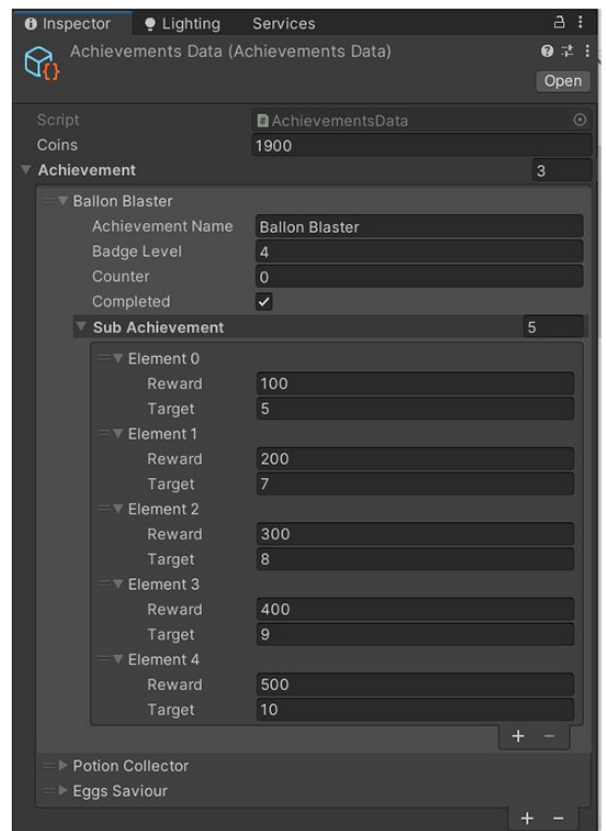 Inspector Lighting Services
Achievements Data (Achievements Data)
Open
Script AchievementsData
Coins 1900
Achievement 3
Ballon Blaster
Achievement Name Ballon Blaster
Badge Level 4
Counter 0
Completed
Sub Achievement 5
Element 0
Reward 100
Target 5
Element 1
Reward 200
Target 7
Element 2
Reward 300
Target 8
Element 3
Reward 400
Target 9
Element 4
Reward 500
Target 10
Potion Collector
Eggs Saviour